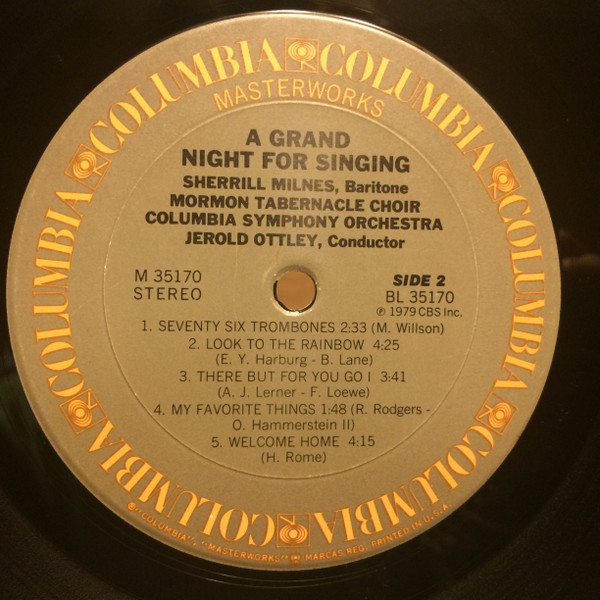 COLUMBIA COLUMBIA COLUMBIA COLUMBIA COLUMBIA COLUMBIA
MASTERWORKS
A GRAND
NIGHT FOR SINGING
SHERRILL MILNES, Baritone
MORMON TABERNACLE CHOIR
COLUMBIA SYMPHONY ORCHESTRA
JEROLD OTTLEY, Conductor
M 35170
STEREO
SIDE 2
BL 35170
℗ 1979 CBS Inc.
1. SEVENTY SIX TROMBONES 2:33 (M. Willson)
2. LOOK TO THE RAINBOW 4:25
(E. Y. Harburg - B. Lane)
3. THERE BUT FOR YOU GO I 3:41
(A. J. Lerner - F. Loewe)
4. MY FAVORITE THINGS 1:48 (R. Rodgers -
O. Hammerstein II)
5. WELCOME HOME 4:15
(H. Rome)
®"COLUMBIA", "MASTERWORKS" MARCAS REG. PRINTED IN U.S.A.